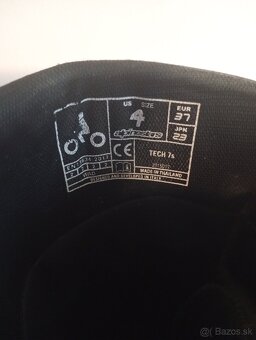 US SIZE
4
alpinestars
EUR
37
JPN
23
CE
TECH 7s
MADE IN THAILAND
DESIGNED AND DEVELOPED IN ITALY
bazos.sk